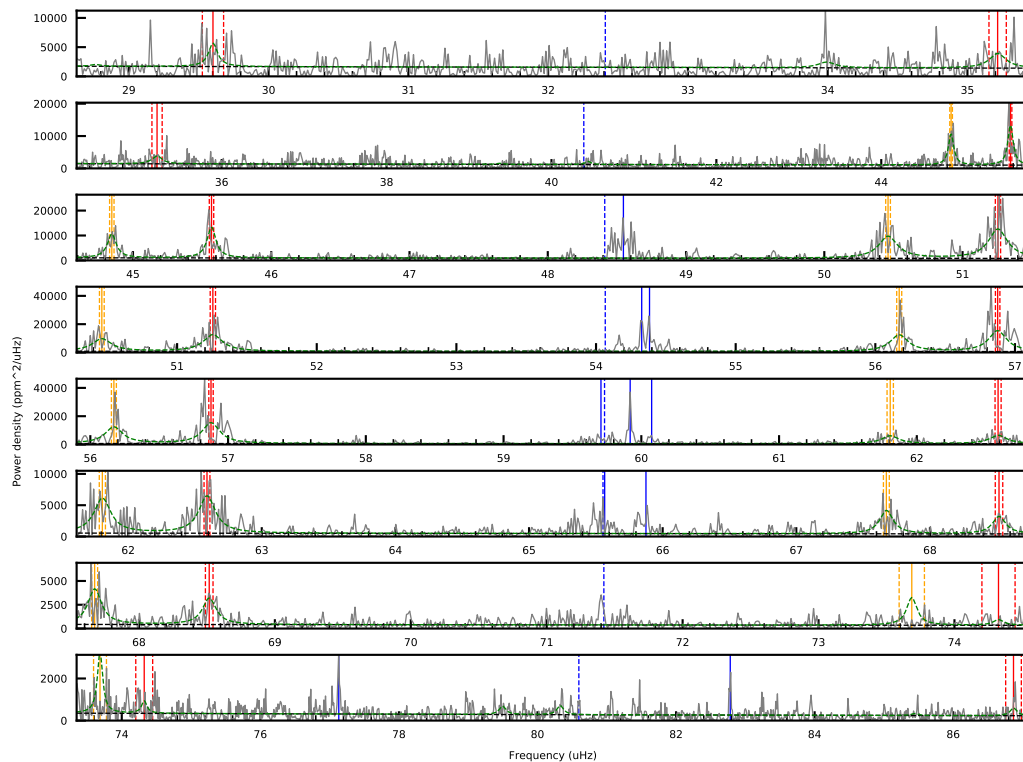 10000
5000
0
29 30 31 32 33 34 35
20000
10000
0
36 38 40 42 44
20000
10000
0
45 46 47 48 49 50 51
40000
20000
0
51 52 53 54 55 56 57
40000
20000
0
56 57 58 59 60 61 62
10000
5000
0
62 63 64 65 66 67 68
5000
2500
0
68 69 70 71 72 73 74
2000
0
74 76 78 80 82 84 86
Power density (ppm^2/uHz)
Frequency (uHz)